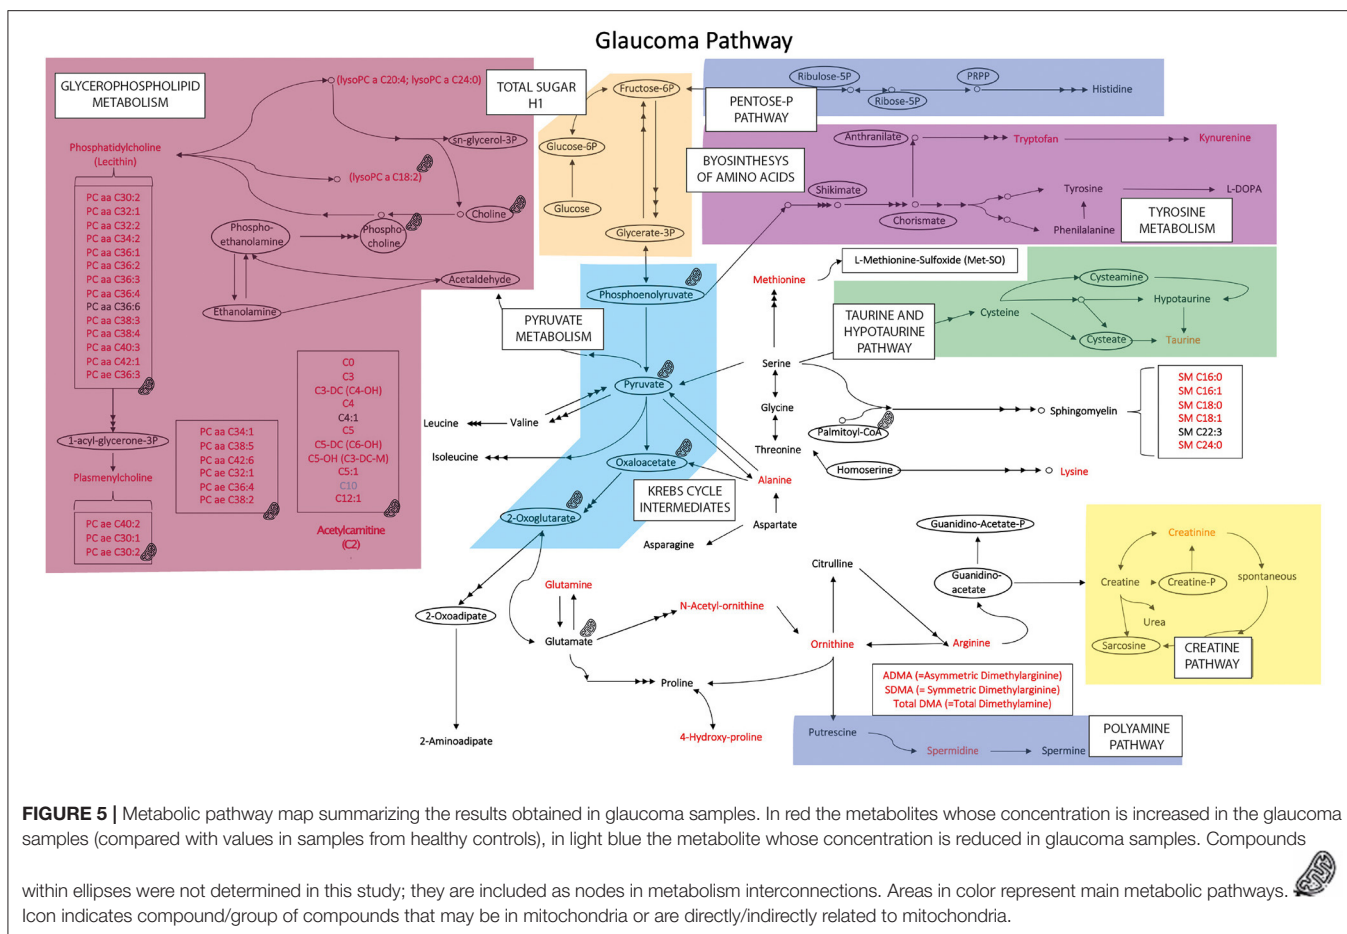 Glaucoma Pathway
GLYCEROPHOSPHOLIPID
METABOLISM
(lysoPC a C20:4; lysoPC a C24:0)
sn-glycerol-3P
Phosphatidylcholine
(Lecithin)
(lysoPC a C18:2)
PC aa C30:2
PC aa C32:1
PC aa C32:2
PC aa C34:2
PC aa C36:1
PC aa C36:2
PC aa C36:3
PC aa C36:4
PC aa C36:6
PC aa C38:3
PC aa C38:4
PC aa C40:3
PC aa C42:1
PC ae C36:3
Choline
Phospho-
choline
Phospho-
ethanolamine
Acetaldehyde
Ethanolamine
1-acyl-glycerone-3P
Plasmenylcholine
PC ae C40:2
PC ae C30:1
PC ae C30:2
PC aa C34:1
PC aa C38:5
PC aa C42:6
PC ae C32:1
PC ae C36:4
PC ae C38:2
C0
C3
C3-DC (C4-OH)
C4
C4:1
C5
C5-DC (C6-OH)
C5-OH (C3-DC-M)
C5:1
C10
C12:1
Acetylcarnitine
(C2)
TOTAL SUGAR
H1
Fructose-6P
Glucose-6P
Glucose
Glycerate-3P
PENTOSE-P
PATHWAY
Ribulose-5P
Ribose-5P
PRPP
Histidine
BYOSINTHESYS
OF AMINO ACIDS
Anthranilate
Tryptofan
Kynurenine
Shikimate
Chorismate
Tyrosine
L-DOPA
Phenilalanine
TYROSINE
METABOLISM
Phosphoenolpyruvate
PYRUVATE
METABOLISM
Pyruvate
Oxaloacetate
2-Oxoglutarate
KREBS CYCLE
INTERMEDIATES
Leucine
Valine
Isoleucine
Methionine
L-Methionine-Sulfoxide (Met-SO)
TAURINE AND
HYPOTAURINE
PATHWAY
Cysteine
Cysteamine
Hypotaurine
Cysteate
Taurine
Serine
Glycine
Threonine
Palmitoyl-CoA
Sphingomyelin
SM C16:0
SM C16:1
SM C18:0
SM C18:1
SM C22:3
SM C24:0
Homoserine
Lysine
Alanine
Aspartate
Asparagine
Guanidino-Acetate-P
Guanidino-
acetate
Creatinine
Creatine
Creatine-P
spontaneous
Urea
Sarcosine
CREATINE
PATHWAY
Citrulline
Glutamine
N-Acetyl-ornithine
2-Oxoadipate
Glutamate
Ornithine
Arginine
ADMA (=Asymmetric Dimethylarginine)
SDMA (= Symmetric Dimethylarginine)
Total DMA (=Total Dimethylamine)
Proline
4-Hydroxy-proline
2-Aminoadipate
Putrescine
Spermidine
Spermine
POLYAMINE
PATHWAY
FIGURE 5 | Metabolic pathway map summarizing the results obtained in glaucoma samples. In red the metabolites whose concentration is increased in the glaucoma
samples (compared with values in samples from healthy controls), in light blue the metabolite whose concentration is reduced in glaucoma samples. Compounds
within ellipses were not determined in this study; they are included as nodes in metabolism interconnections. Areas in color represent main metabolic pathways.
Icon indicates compound/group of compounds that may be in mitochondria or are directly/indirectly related to mitochondria.